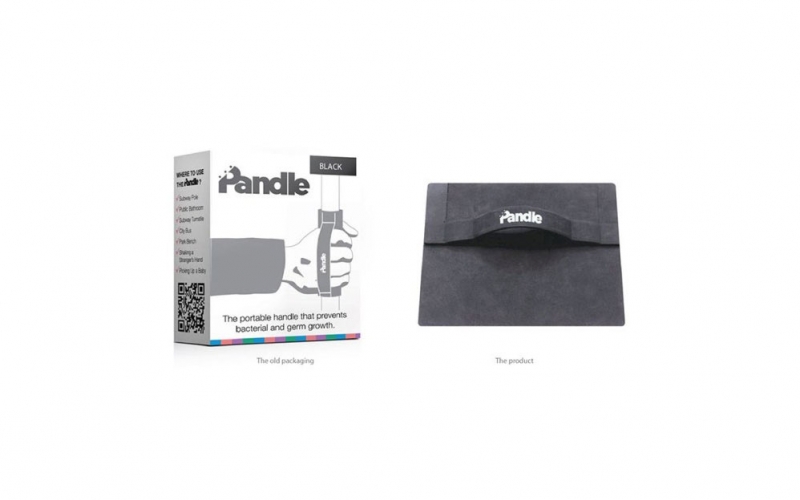 WHERE TO USE
THE Pandle ?
Subway Pole
Public Bathroom
Subway Turnstile
City Bus
Park Bench
Shaking a
Stranger's Hand
Picking Up a Baby
BLACK
Pandle
Pandle
The portable handle that prevents
bacterial and germ growth.
The old packaging
Pandle
The product